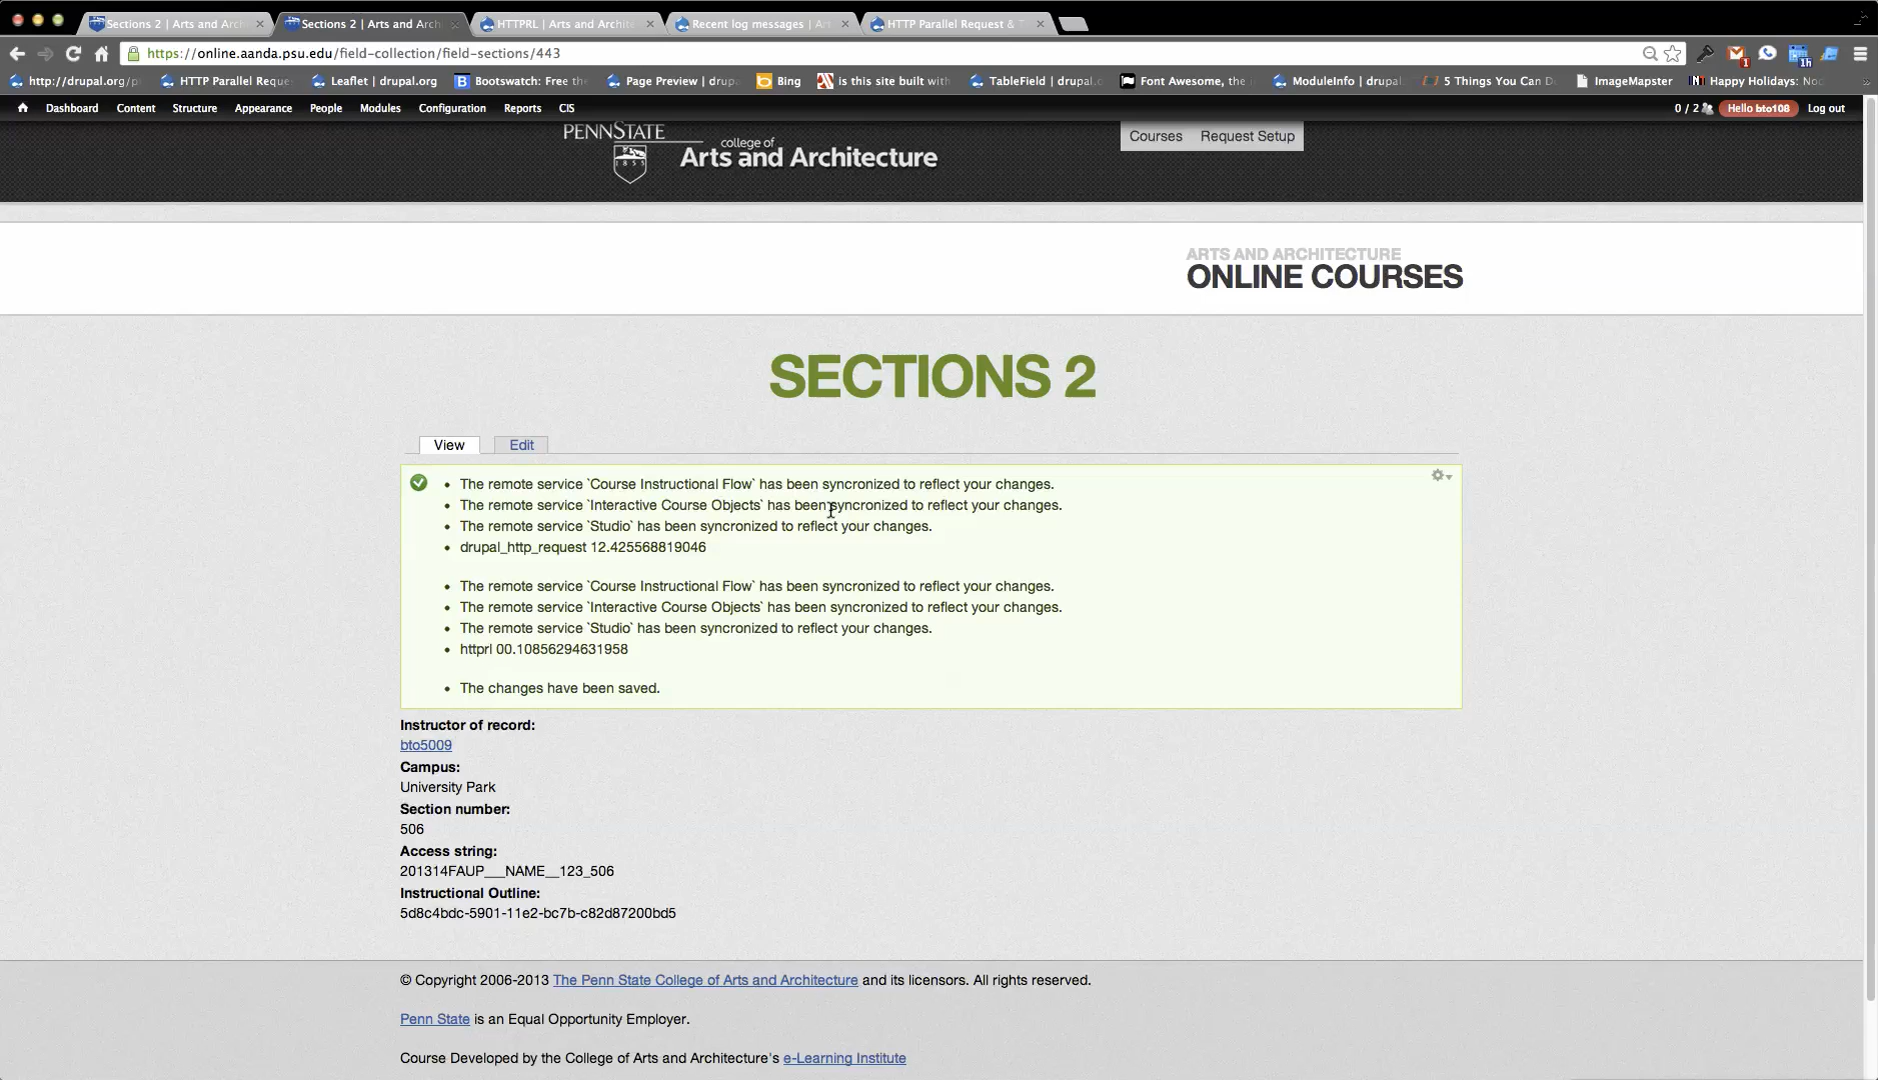 Sections 2 | Arts and Arc
Sections 2 | Arts and Arch
HTTPRL | Arts and Archite
Recent log messages | Ar
HTTP Parallel Request & T
https://online.aanda.psu.edu/field-collection/field-sections/443
1
1h
http://drupal.org/p
HTTP Parallel Reque
Leaflet | drupal.org
Bootswatch: Free the
Page Preview | drup
Bing
is this site built with
TableField | drupal.o
Font Awesome, the i
ModuleInfo | drupal
5 Things You Can D
ImageMapster
Happy Holidays: No
»
Dashboard Content Structure Appearance People Modules Configuration Reports CIS
0 / 2 Hello bto108 Log out
PENNSTATE
1855
college of
Arts and Architecture
Courses Request Setup
ARTS AND ARCHITECTURE
ONLINE COURSES
SECTIONS 2
View Edit
The remote service `Course Instructional Flow` has been syncronized to reflect your changes.
The remote service `Interactive Course Objects` has been syncronized to reflect your changes.
The remote service `Studio` has been syncronized to reflect your changes.
drupal_http_request 12.425568819046
The remote service `Course Instructional Flow` has been syncronized to reflect your changes.
The remote service `Interactive Course Objects` has been syncronized to reflect your changes.
The remote service `Studio` has been syncronized to reflect your changes.
httprl 00.10856294631958
The changes have been saved.
Instructor of record:
bto5009
Campus:
University Park
Section number:
506
Access string:
201314FAUP___NAME__123_506
Instructional Outline:
5d8c4bdc-5901-11e2-bc7b-c82d87200bd5
© Copyright 2006-2013 The Penn State College of Arts and Architecture and its licensors. All rights reserved.
Penn State is an Equal Opportunity Employer.
Course Developed by the College of Arts and Architecture's e-Learning Institute